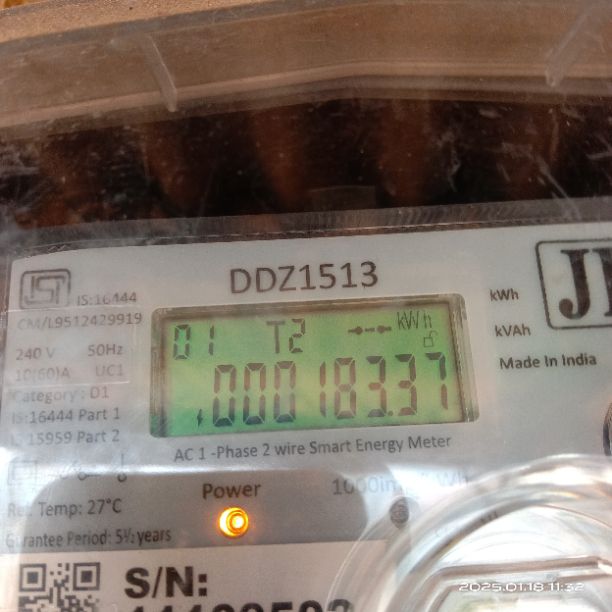 DDZ1513
IS:16444
CM/L9512429919
240 V 50Hz
10(60)A UC1
Category : D1
IS:16444 Part 1
15959 Part 2
01 T2 kWh
000183.37
kWh
kVAh
Made In India
AC 1 -Phase 2 wire Smart Energy Meter
Ref. Temp: 27°C
Gurantee Period: 5½ years
Power
S/N:
2025.01.18 11:32